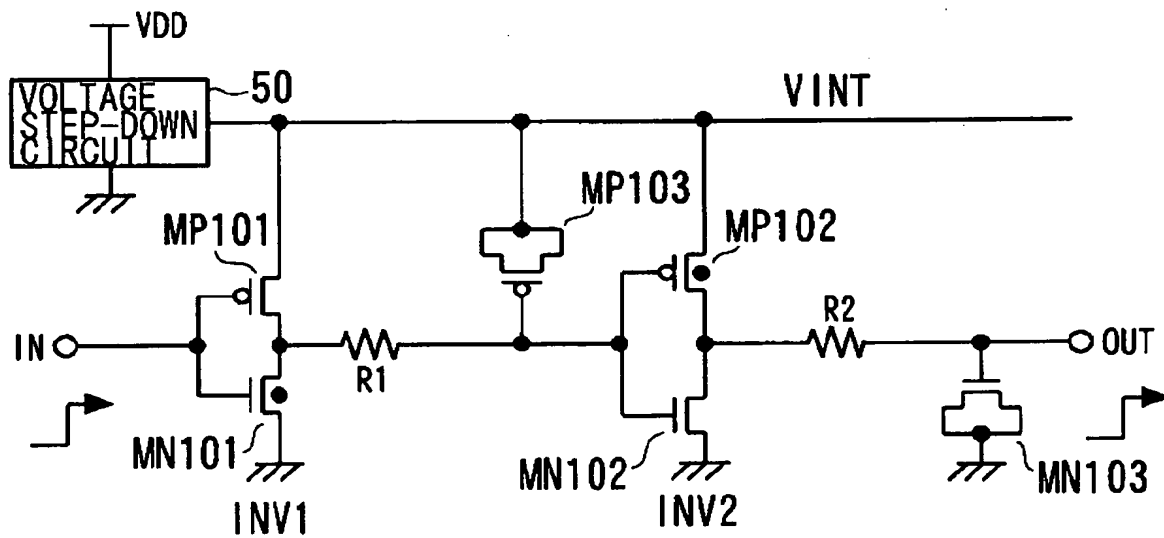 VDD
VOLTAGE
STEP-DOWN
CIRCUIT
50
VINT
MP103
MP101
MP102
R2
IN
OUT
R1
MN101
MN102
MN103
INV1
INV2